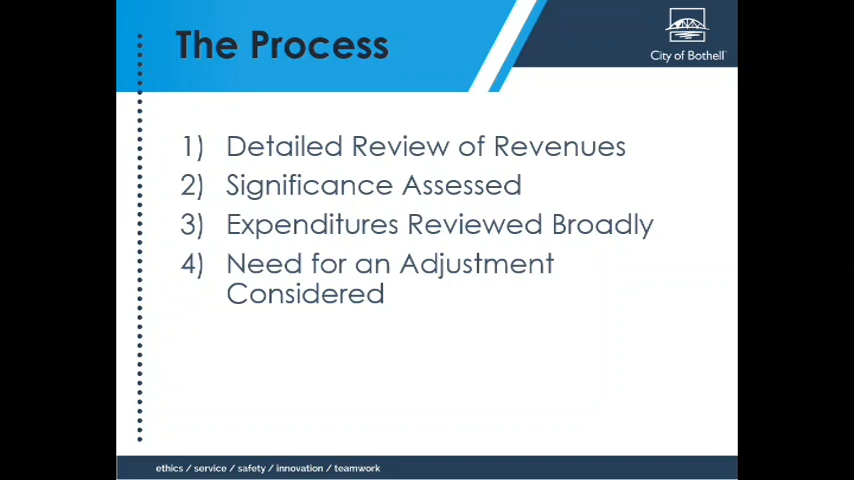 The Process
City of Bothell
1) Detailed Review of Revenues
2) Significance Assessed
3) Expenditures Reviewed Broadly
4) Need for an Adjustment
Considered
ethics / service / safety / innovation / teamwork